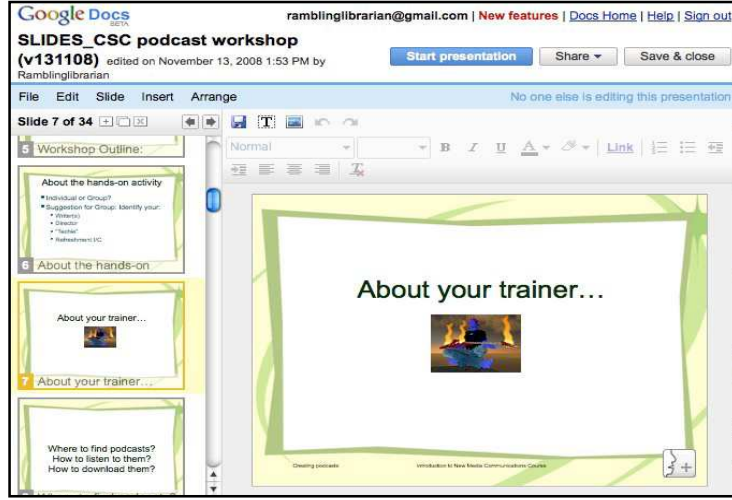 Google Docs
BETA
ramblinglibrarian@gmail.com | New features | Docs Home | Help | Sign out
SLIDES_CSC podcast workshop
(v131108) edited on November 13, 2008 1:53 PM by
Ramblinglibrarian
Start presentation
Share
Save & close
File Edit Slide Insert Arrange
No one else is editing this presentation
Slide 7 of 34
Normal
B I U A Link
5 Workshop Outline:
About the hands-on activity
Individual or Group?
Suggestion for Group: Identify your:
Writer(s)
Director
"Techie"
Refreshment I/C
6 About the hands-on
About your trainer…
7 About your trainer…
Where to find podcasts?
How to listen to them?
How to download them?
About your trainer…
Creating podcasts
Introduction to New Media Communications Course